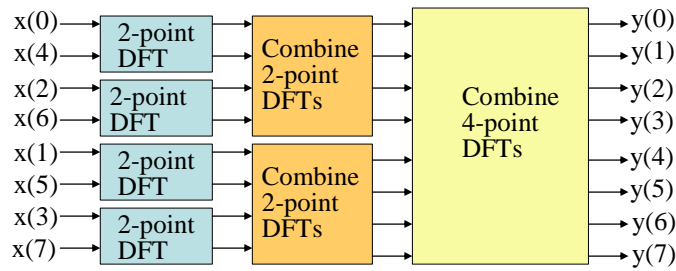 x(0)
x(4)
x(2)
x(6)
x(1)
x(5)
x(3)
x(7)
2-point
DFT
2-point
DFT
2-point
DFT
2-point
DFT
Combine
2-point
DFTs
Combine
2-point
DFTs
Combine
4-point
DFTs
y(0)
y(1)
y(2)
y(3)
y(4)
y(5)
y(6)
y(7)